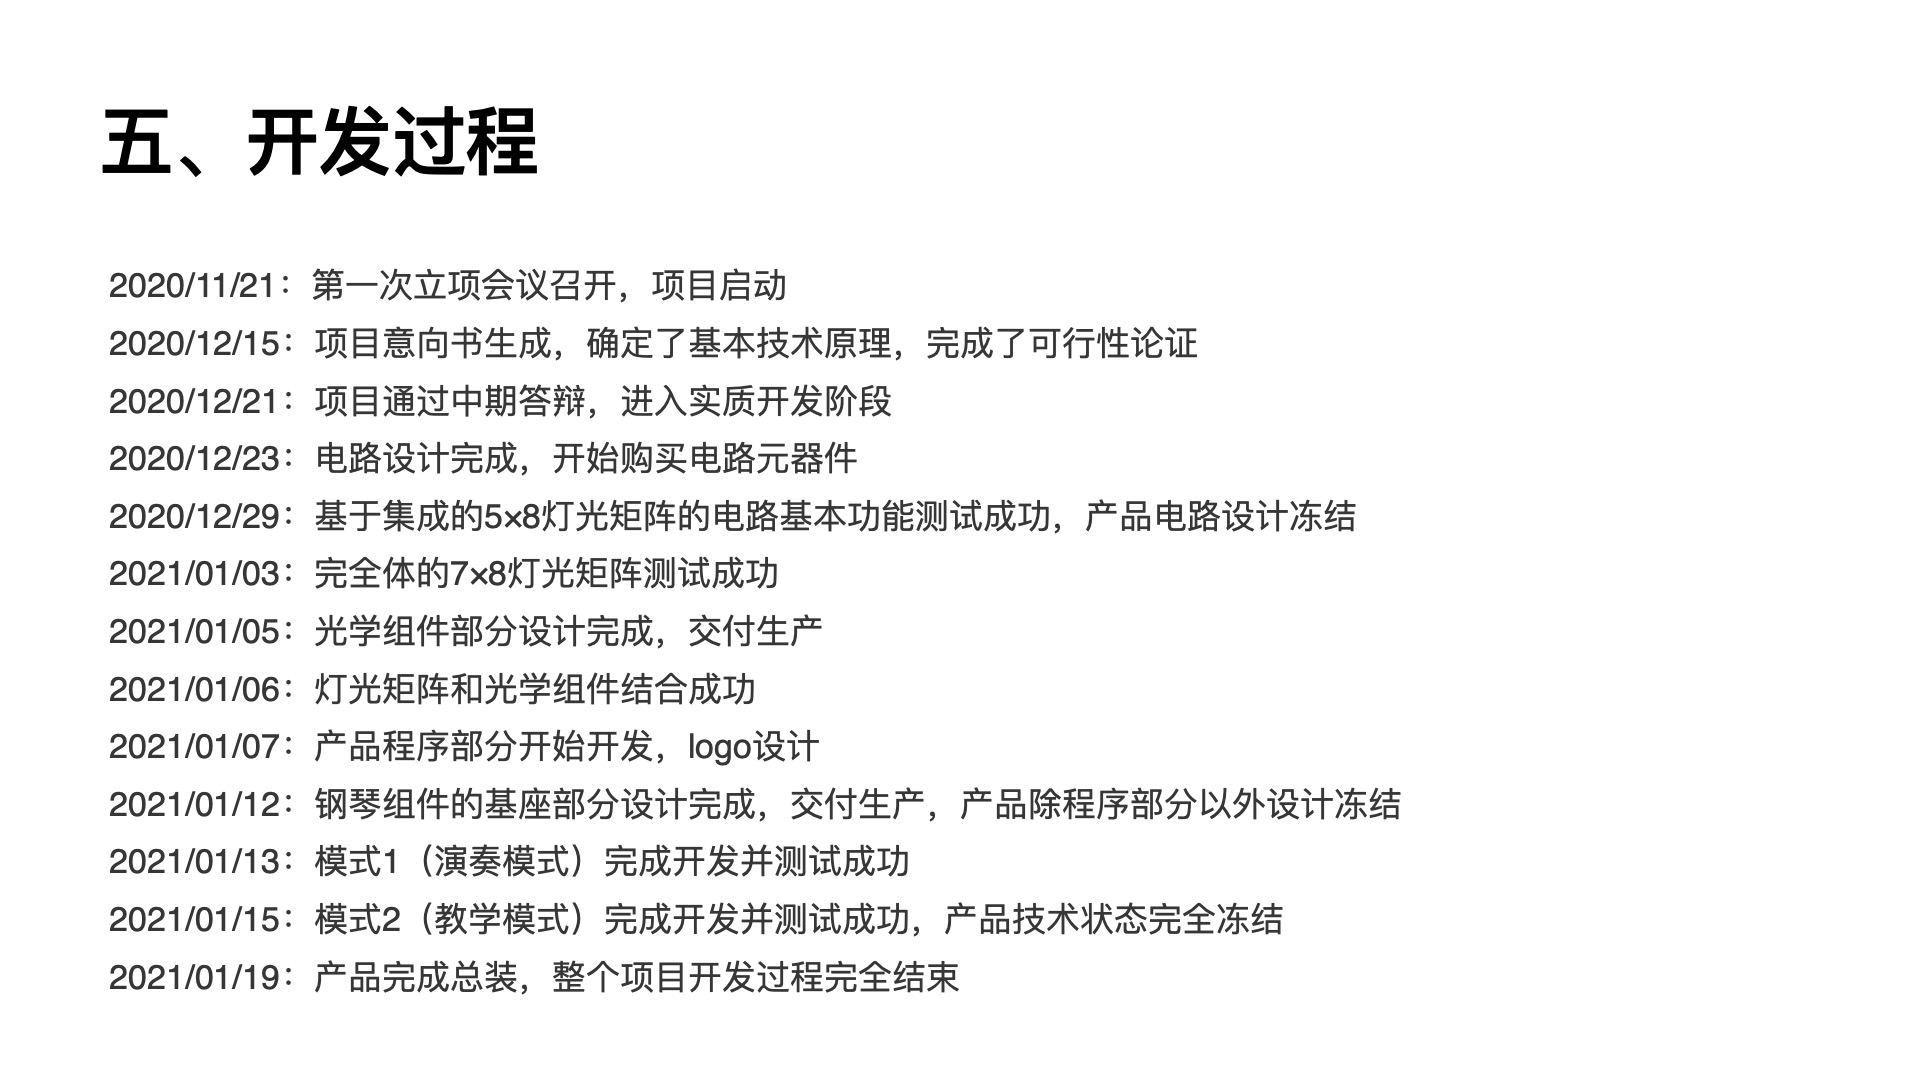 五、开发过程
2020/11/21：第一次立项会议召开，项目启动
2020/12/15：项目意向书生成，确定了基本技术原理，完成了可行性论证
2020/12/21：项目通过中期答辩，进入实质开发阶段
2020/12/23：电路设计完成，开始购买电路元器件
2020/12/29：基于集成的5×8灯光矩阵的电路基本功能测试成功，产品电路设计冻结
2021/01/03：完全体的7×8灯光矩阵测试成功
2021/01/05：光学组件部分设计完成，交付生产
2021/01/06：灯光矩阵和光学组件结合成功
2021/01/07：产品程序部分开始开发，logo设计
2021/01/12：钢琴组件的基座部分设计完成，交付生产，产品除程序部分以外设计冻结
2021/01/13：模式1（演奏模式）完成开发并测试成功
2021/01/15：模式2（教学模式）完成开发并测试成功，产品技术状态完全冻结
2021/01/19：产品完成总装，整个项目开发过程完全结束